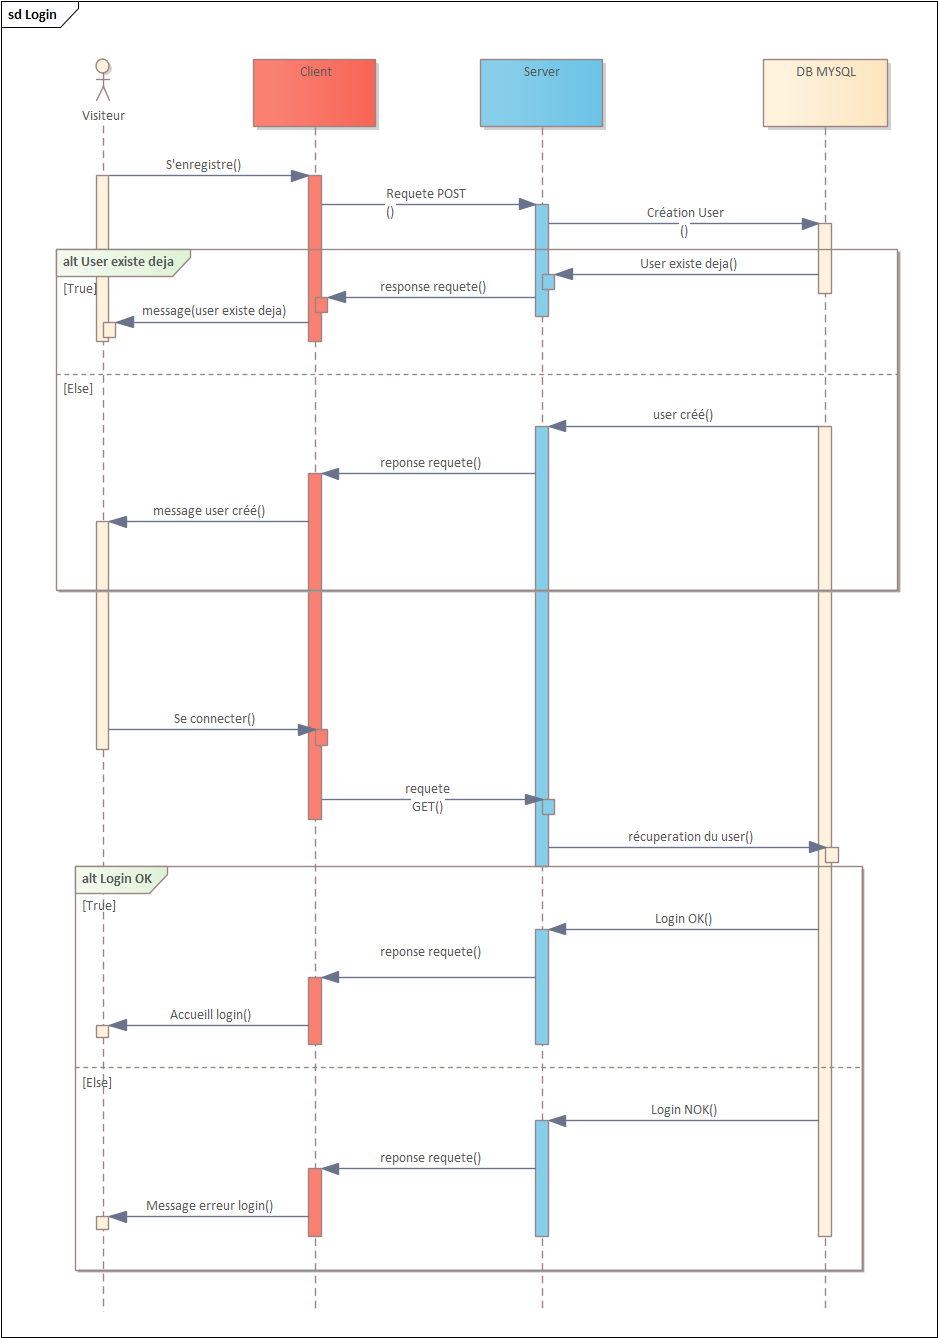 sd Login
Visiteur
Client
Server
DB MYSQL
S'enregistre()
Requete POST
()
Création User
()
alt User existe deja
User existe deja()
[True]
response requete()
message(user existe deja)
[Else]
user créé()
reponse requete()
message user créé()
Se connecter()
requete
GET()
récuperation du user()
alt Login OK
[True]
Login OK()
reponse requete()
Accueill login()
[Else]
Login NOK()
reponse requete()
Message erreur login()